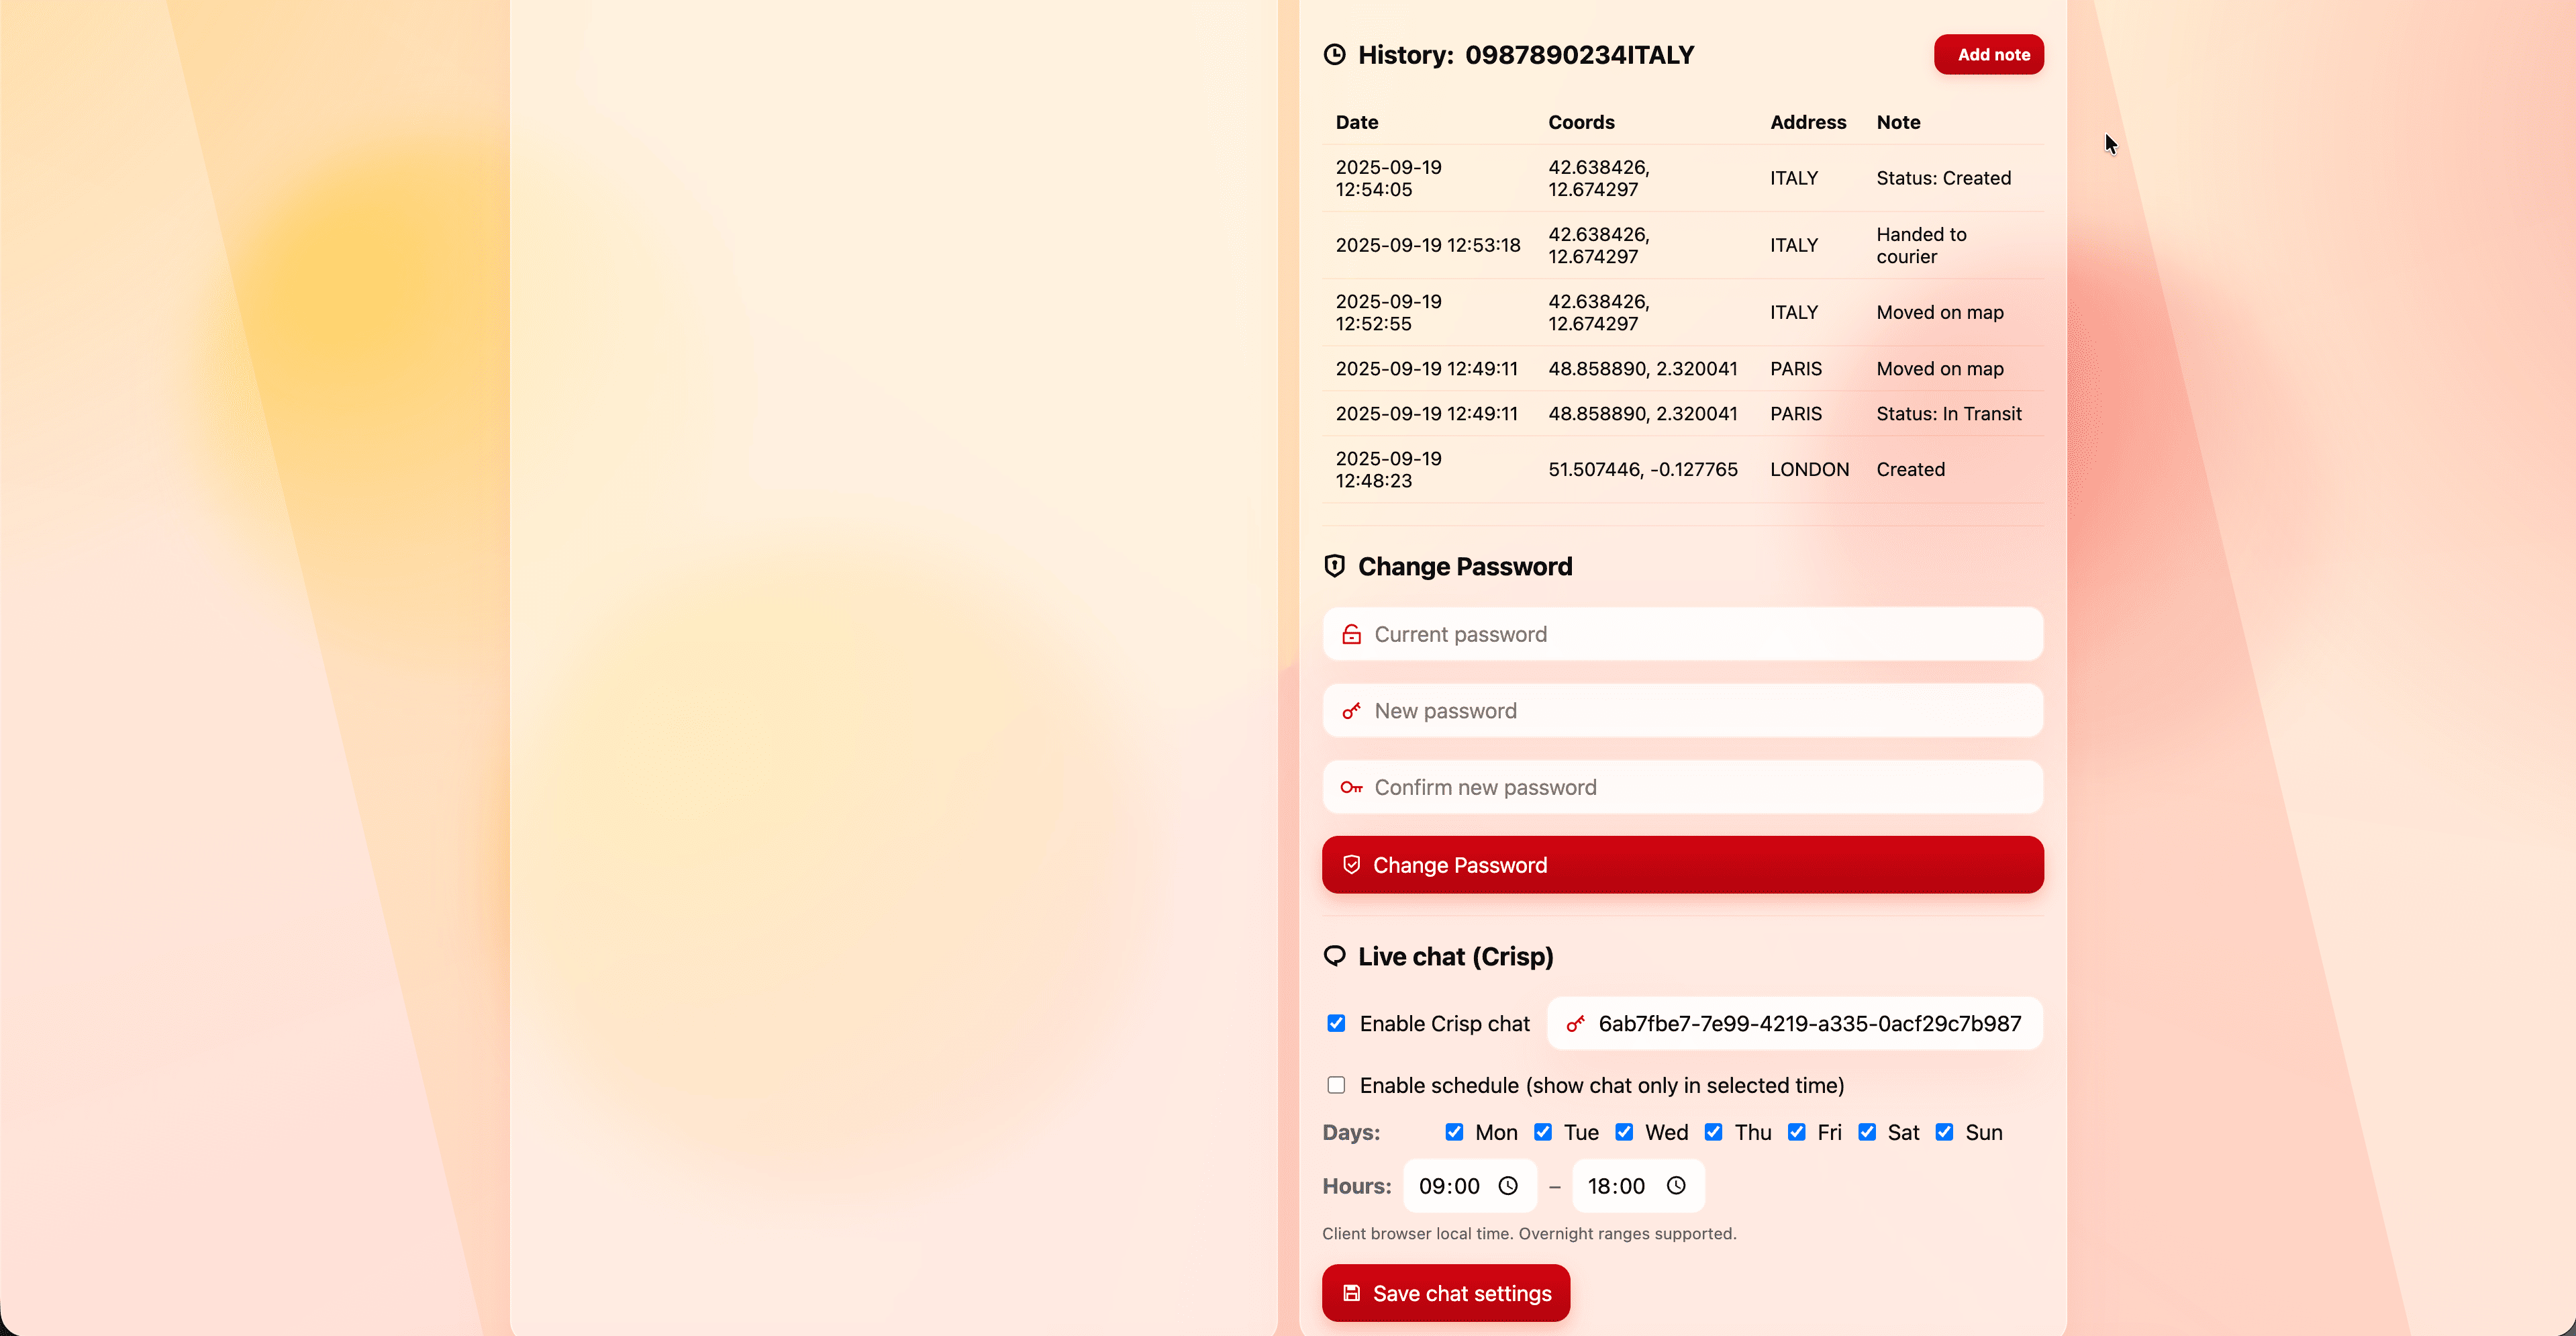 History: 0987890234ITALY
Add note
Date Coords Address Note
2025-09-19 12:54:05 42.638426, 12.674297 ITALY Status: Created
2025-09-19 12:53:18 42.638426, 12.674297 ITALY Handed to courier
2025-09-19 12:52:55 42.638426, 12.674297 ITALY Moved on map
2025-09-19 12:49:11 48.858890, 2.320041 PARIS Moved on map
2025-09-19 12:49:11 48.858890, 2.320041 PARIS Status: In Transit
2025-09-19 12:48:23 51.507446, -0.127765 LONDON Created
Change Password
Current password
New password
Confirm new password
Change Password
Live chat (Crisp)
Enable Crisp chat 6ab7fbe7-7e99-4219-a335-0acf29c7b987
Enable schedule (show chat only in selected time)
Days: Mon Tue Wed Thu Fri Sat Sun
Hours: 09:00 – 18:00
Client browser local time. Overnight ranges supported.
Save chat settings